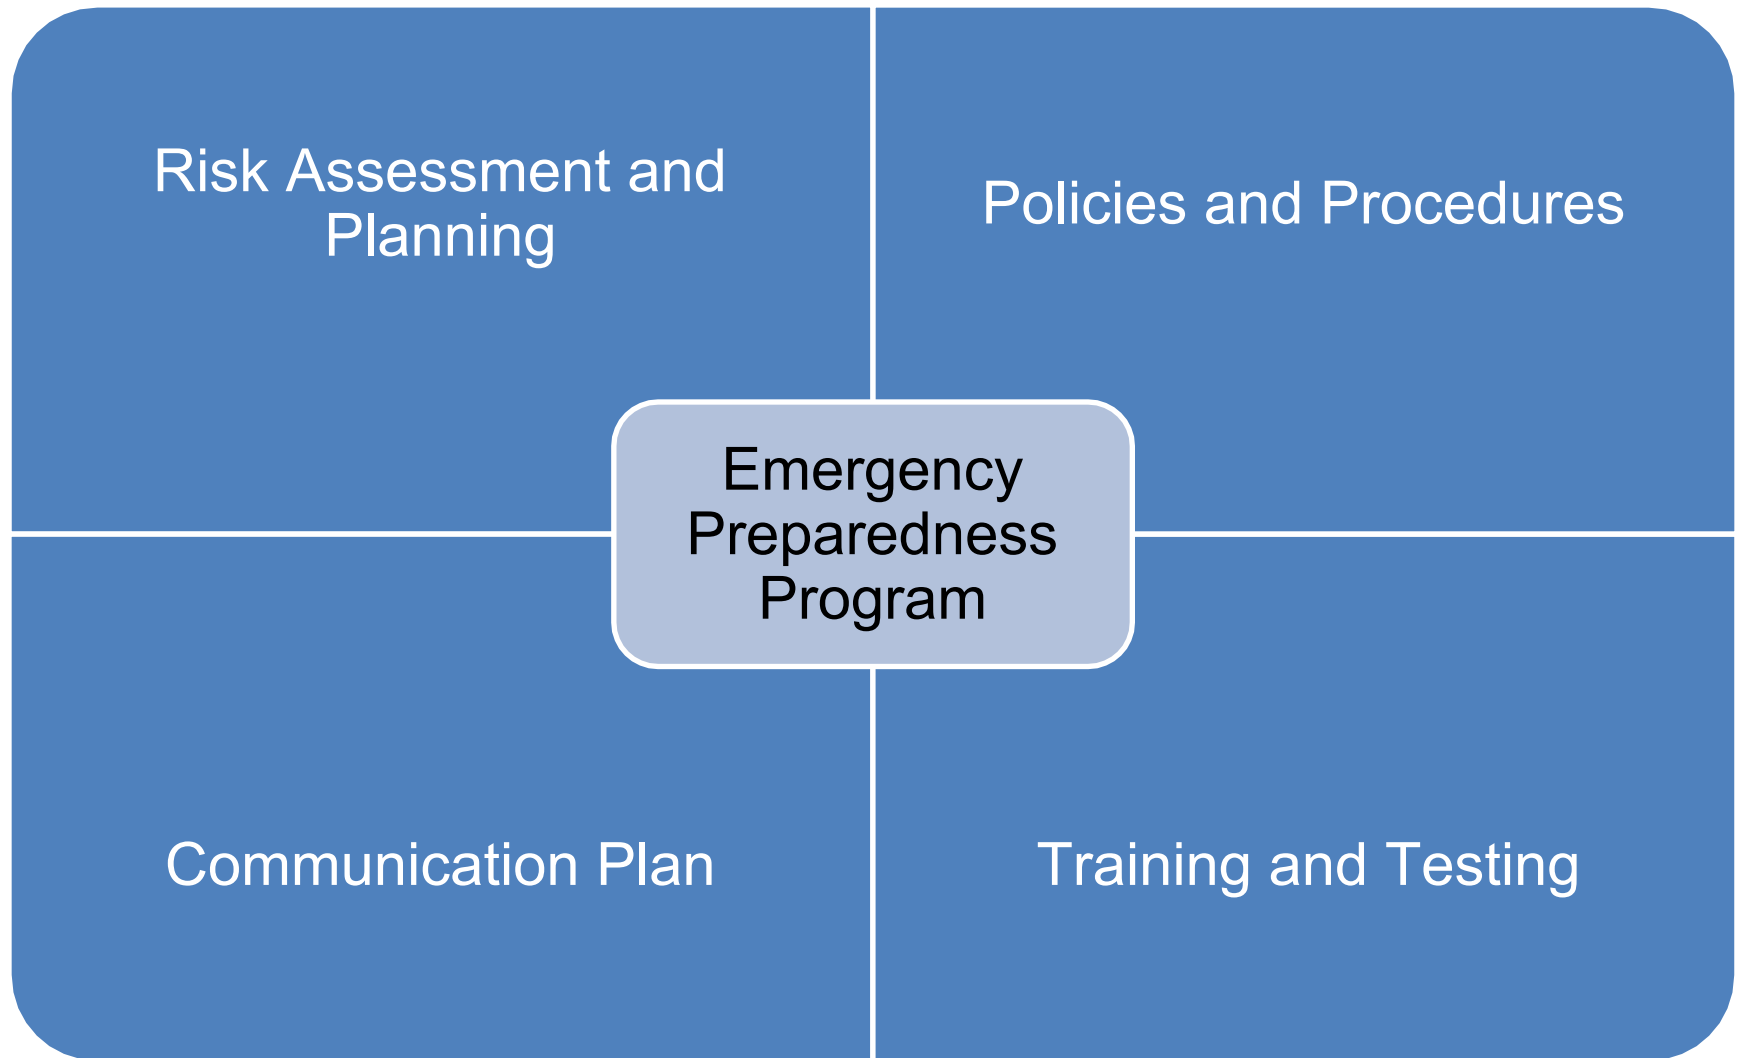 Risk Assessment and
Planning
Policies and Procedures
Emergency
Preparedness
Program
Communication Plan
Training and Testing